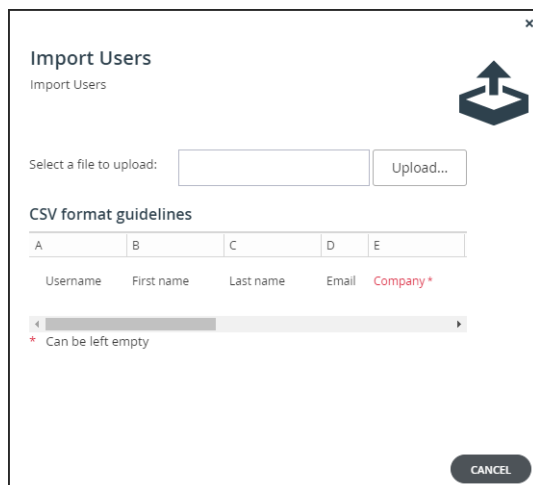 ×
Import Users
Import Users
Select a file to upload: Upload...
CSV format guidelines
A B C D E
Username First name Last name Email Company *
* Can be left empty
CANCEL